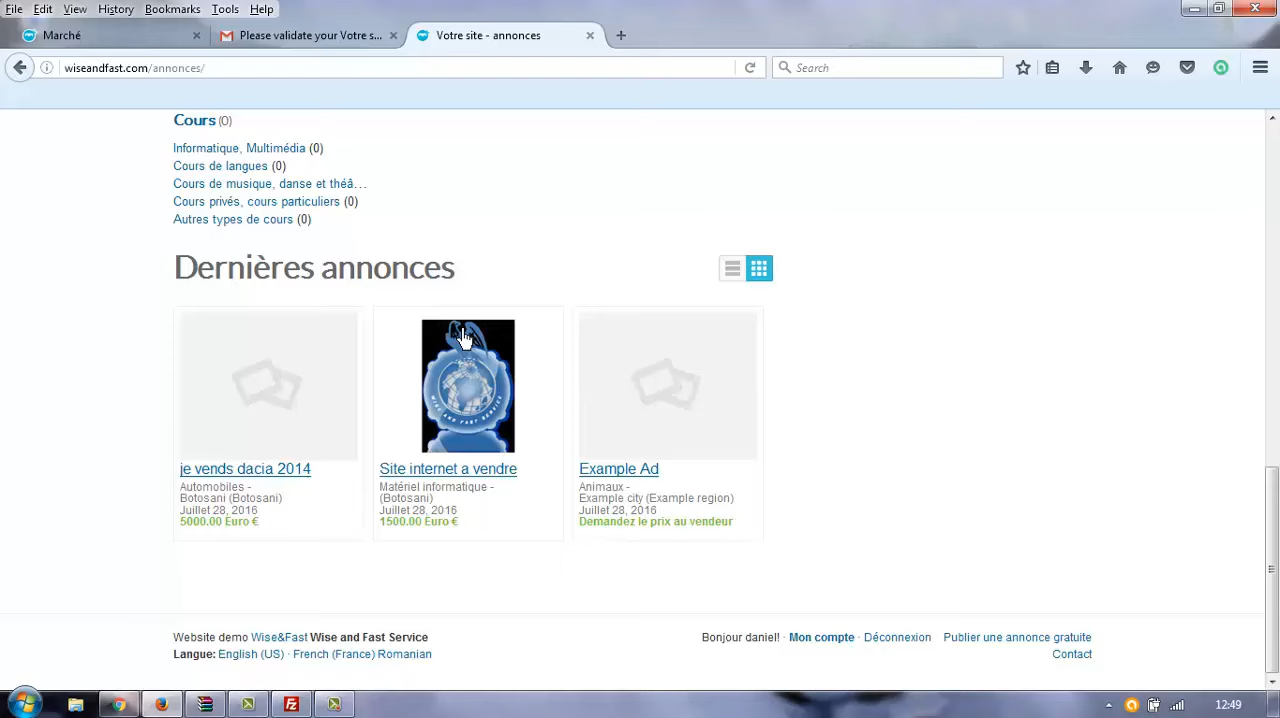 File Edit View History Bookmarks Tools Help
Marché
Please validate your Votre s...
Votre site - annonces
wiseandfast.com/annonces/
Search
Cours (0)
Informatique, Multimédia (0)
Cours de langues (0)
Cours de musique, danse et théâ…
Cours privés, cours particuliers (0)
Autres types de cours (0)
Dernières annonces
je vends dacia 2014
Automobiles -
Botosani (Botosani)
Juillet 28, 2016
5000.00 Euro €
WISE AND FAST SERVICE
Site internet a vendre
Matériel informatique -
(Botosani)
Juillet 28, 2016
1500.00 Euro €
Example Ad
Animaux -
Example city (Example region)
Juillet 28, 2016
Demandez le prix au vendeur
Website demo Wise&Fast Wise and Fast Service
Langue: English (US) · French (France) Romanian
Bonjour daniel! · Mon compte · Déconnexion Publier une annonce gratuite
Contact
12:49